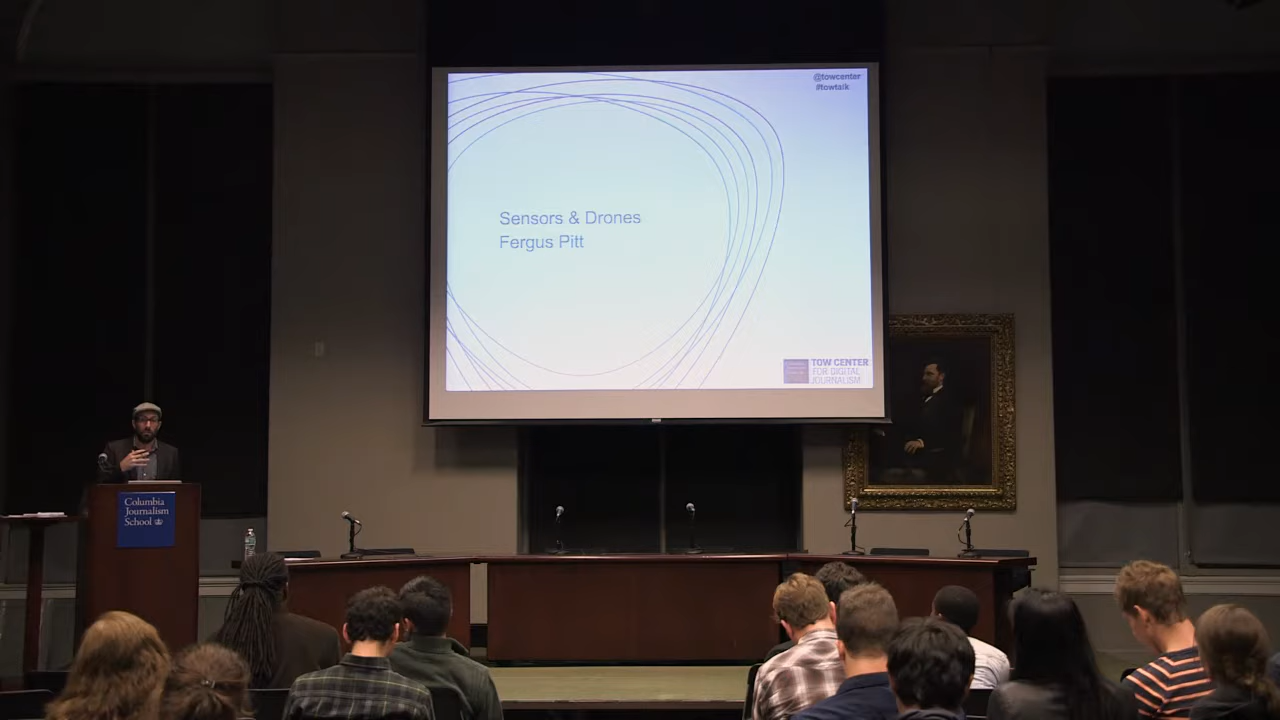 @towcenter
#towtalk
Sensors & Drones
Fergus Pitt
TOW CENTER
FOR DIGITAL
JOURNALISM
Columbia
Journalism
School